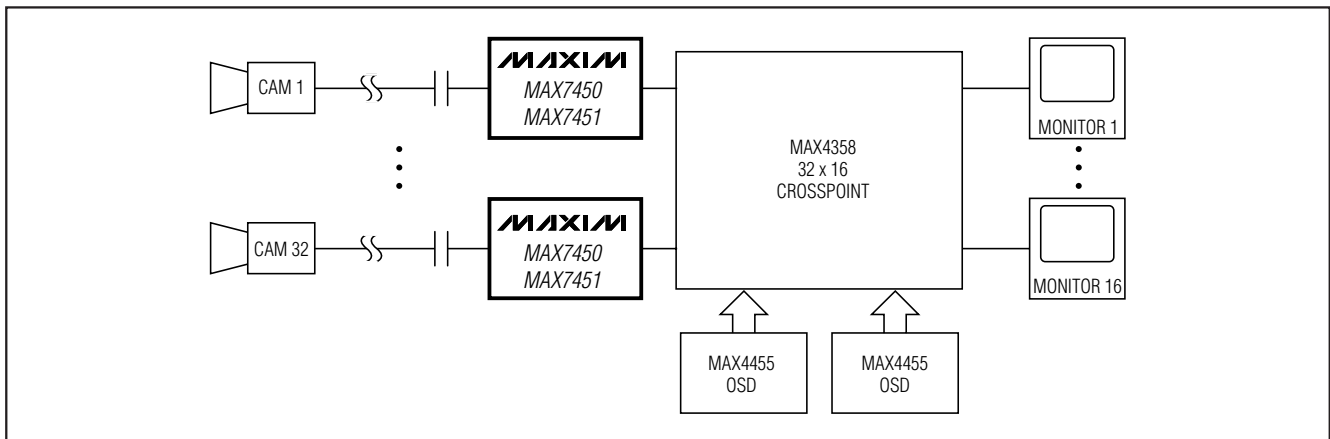 CAM 1
MAXIM
MAX7450
MAX7451
MAX4358
32 x 16
CROSSPOINT
MONITOR 1
CAM 32
MAXIM
MAX7450
MAX7451
MONITOR 16
MAX4455
OSD
MAX4455
OSD